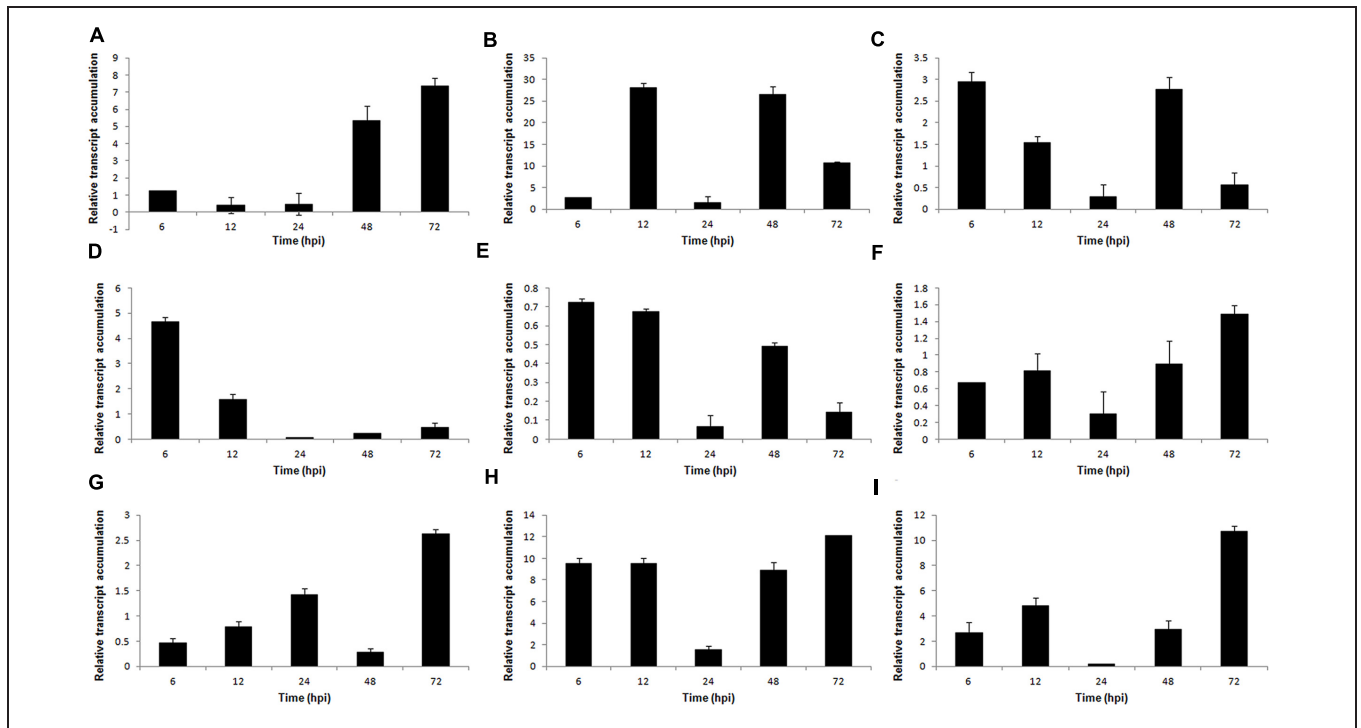 A
Relative transcript accumulation
9
8
7
6
5
4
3
2
1
0
-1
6 12 24 48 72
Time (hpi)
B
Relative transcript accumulation
35
30
25
20
15
10
5
0
6 12 24 48 72
Time (hpi)
C
Relative transcript accumulation
3.5
3
2.5
2
1.5
1
0.5
0
6 12 24 48 72
Time (hpi)
D
Relative transcript accumulation
6
5
4
3
2
1
0
6 12 24 48 72
Time (hpi)
E
Relative transcript accumulation
0.8
0.7
0.6
0.5
0.4
0.3
0.2
0.1
0
6 12 24 48 72
Time (hpi)
F
Relative transcript accumulation
1.8
1.6
1.4
1.2
1
0.8
0.6
0.4
0.2
0
6 12 24 48 72
Time (hpi)
G
Relative transcript accumulation
3
2.5
2
1.5
1
0.5
0
6 12 24 48 72
Time (hpi)
H
Relative transcript accumulation
14
12
10
8
6
4
2
0
6 12 24 48 72
Time (hpi)
I
Relative transcript accumulation
12
10
8
6
4
2
0
6 12 24 48 72
Time (hpi)